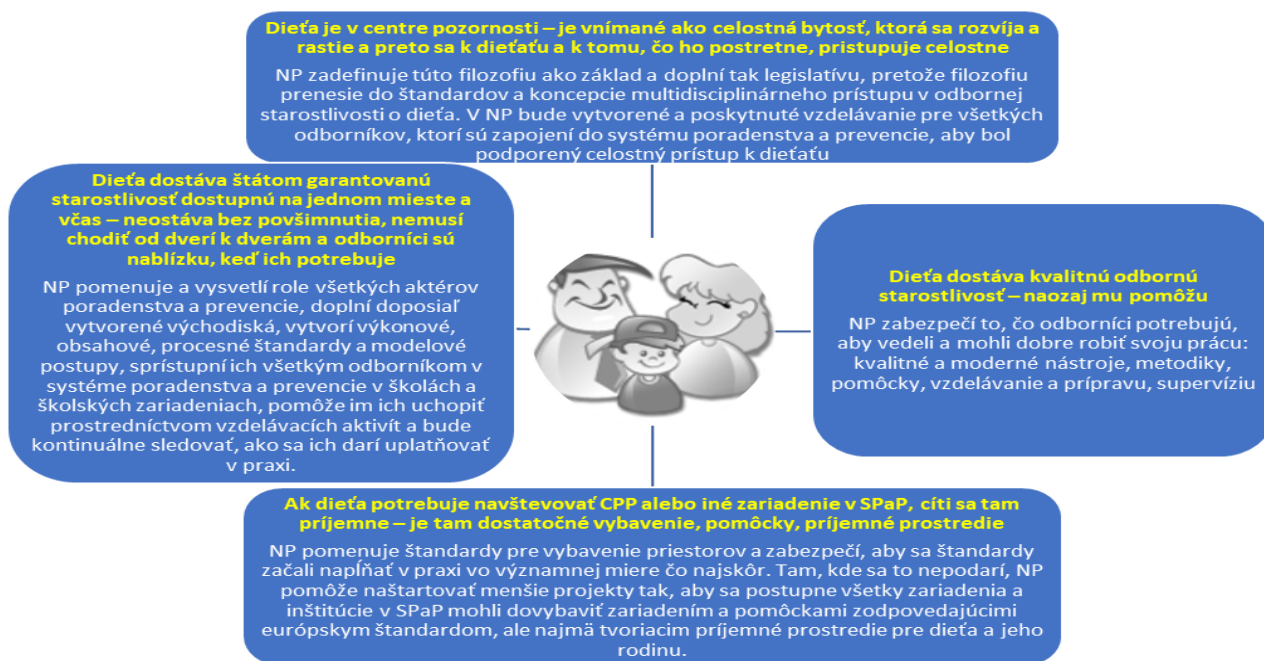 Dieťa je v centre pozornosti – je vnímané ako celostná bytosť, ktorá sa rozvíja a
rastie a preto sa k dieťaťu a k tomu, čo ho postretne, pristupuje celostne
NP zadefinuje túto filozofiu ako základ a doplní tak legislatívu, pretože filozofiu
prenesie do štandardov a koncepcie multidisciplinárneho prístupu v odbornej
starostlivosti o dieťa. V NP bude vytvorené a poskytnuté vzdelávanie pre všetkých
odborníkov, ktorí sú zapojení do systému poradenstva a prevencie, aby bol
podporený celostný prístup k dieťaťu
Dieťa dostáva štátom garantovanú
starostlivosť dostupnú na jednom mieste a
včas – neostáva bez povšimnutia, nemusí
chodiť od dverí k dverám a odborníci sú
nablízku, keď ich potrebuje
NP pomenuje a vysvetlí role všetkých aktérov
poradenstva a prevencie, doplní doposiaľ
vytvorené východiská, vytvorí výkonové,
obsahové, procesné štandardy a modelové
postupy, sprístupní ich všetkým odborníkom v
systéme poradenstva a prevencie v školách a
školských zariadeniach, pomôže im ich uchopiť
prostredníctvom vzdelávacích aktivít a bude
kontinuálne sledovať, ako sa ich darí uplatňovať
v praxi.
Dieťa dostáva kvalitnú odbornú
starostlivosť – naozaj mu pomôžu
NP zabezpečí to, čo odborníci potrebujú,
aby vedeli a mohli dobre robiť svoju prácu:
kvalitné a moderné nástroje, metodiky,
pomôcky, vzdelávanie a prípravu, supervíziu
Ak dieťa potrebuje navštevovať CPP alebo iné zariadenie v SPaP, cíti sa tam
príjemne – je tam dostatočné vybavenie, pomôcky, príjemné prostredie
NP pomenuje štandardy pre vybavenie priestorov a zabezpečí, aby sa štandardy
začali napĺňať v praxi vo významnej miere čo najskôr. Tam, kde sa to nepodarí, NP
pomôže naštartovať menšie projekty tak, aby sa postupne všetky zariadenia a
inštitúcie v SPaP mohli dovybaviť zariadením a pomôckami zodpovedajúcimi
európskym štandardom, ale najmä tvoriacim príjemné prostredie pre dieťa a jeho
rodinu.